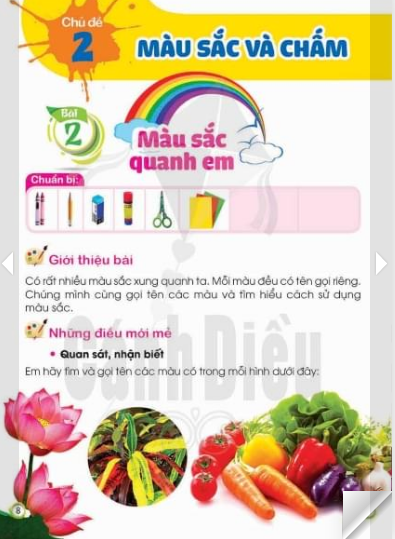 Chủ đề
2
MÀU SẮC VÀ CHẤM
Bài
2
Màu sắc
quanh em
Chuẩn bị:
Giới thiệu bài
Có rất nhiều màu sắc xung quanh ta. Mỗi màu đều có tên gọi riêng.
Chúng mình cùng gọi tên các màu và tìm hiểu cách sử dụng
màu sắc.
Những điều mới mẻ
• Quan sát, nhận biết
Em hãy tìm và gọi tên các màu có trong mỗi hình dưới đây:
Cánh Diều
8